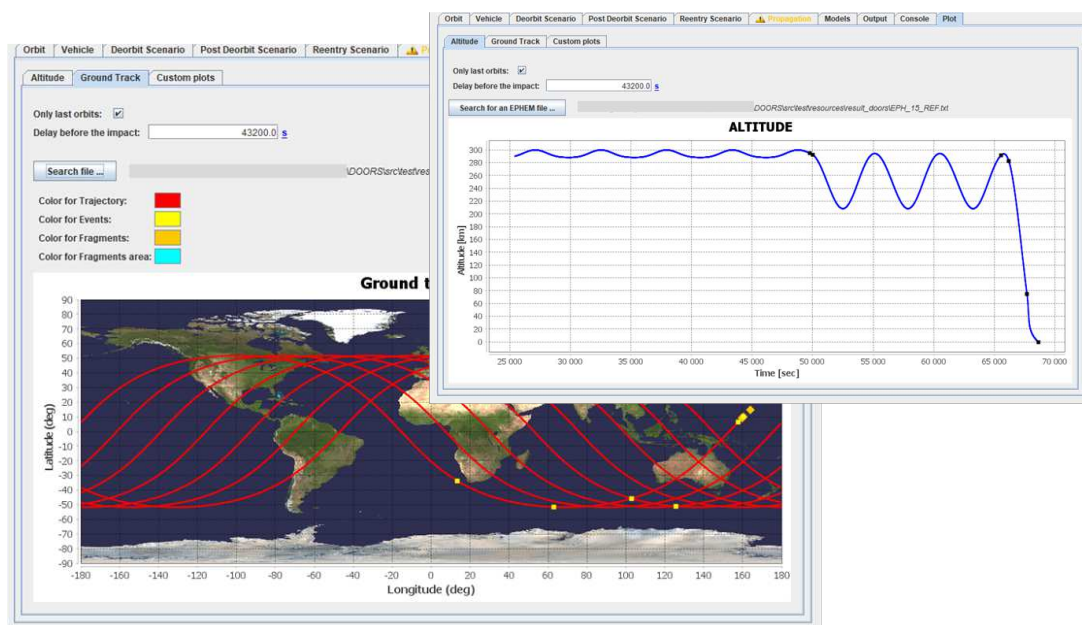 Orbit Vehicle Deorbit Scenario Post Deorbit Scenario Reentry Scenario Propagation Models Output Console Plot
Altitude Ground Track Custom plots
Only last orbits:
Delay before the impact: 43200.0 s
Search for an EPHEM file ... DOORS\src\test\resources\result_doors\EPH_15_REF.txt
ALTITUDE
300
280
260
240
220
200
180
160
140
120
100
80
60
40
20
0
Altitude [km]
25 000 30 000 35 000 40 000 45 000 50 000 55 000 60 000 65 000 70 000
Time [sec]
Orbit Vehicle Deorbit Scenario Post Deorbit Scenario Reentry Scenario
Altitude Ground Track Custom plots
Only last orbits:
Delay before the impact: 43200.0 s
Search file ... \DOORS\src\test\res
Color for Trajectory:
Color for Events:
Color for Fragments:
Color for Fragments area:
Ground t
90
80
70
60
50
40
30
20
10
0
-10
-20
-30
-40
-50
-60
-70
-80
-90
Latitude (deg)
-180 -160 -140 -120 -100 -80 -60 -40 -20 0 20 40 60 80 100 120 140 160 180
Longitude (deg)